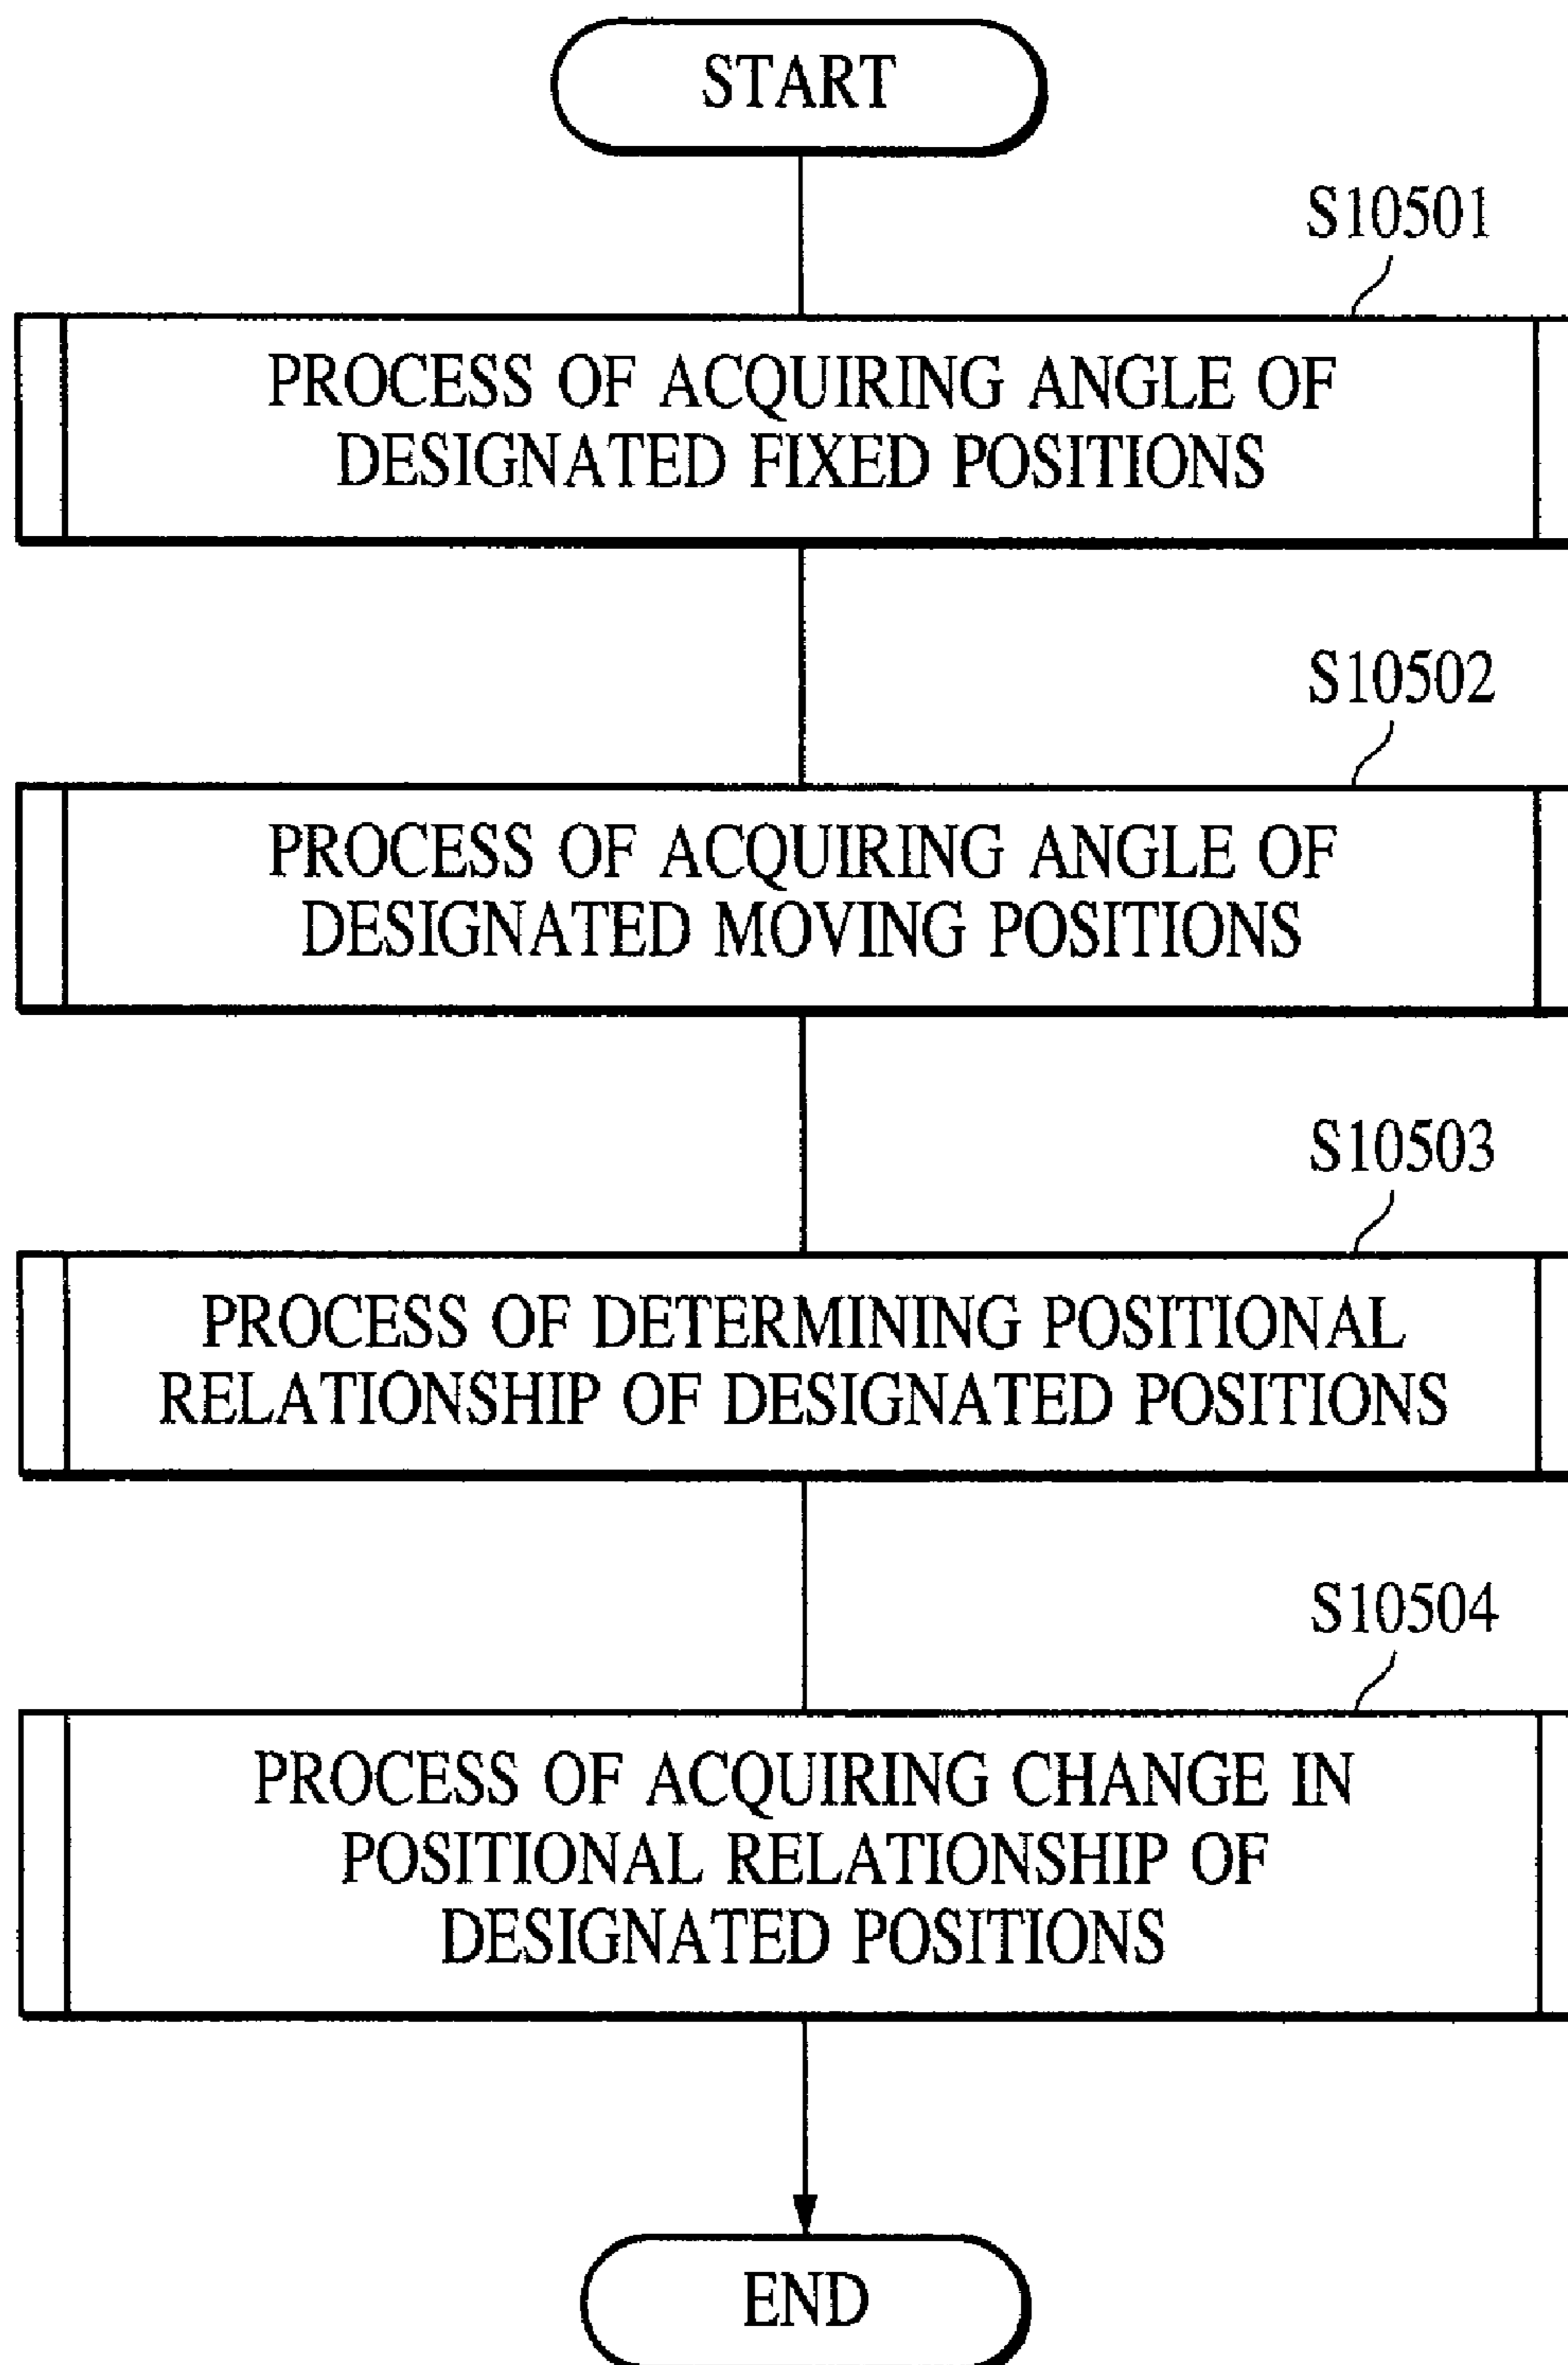 START
S10501
PROCESS OF ACQUIRING ANGLE OF
DESIGNATED FIXED POSITIONS
S10502
PROCESS OF ACQUIRING ANGLE OF
DESIGNATED MOVING POSITIONS
S10503
PROCESS OF DETERMINING POSITIONAL
RELATIONSHIP OF DESIGNATED POSITIONS
S10504
PROCESS OF ACQUIRING CHANGE IN
POSITIONAL RELATIONSHIP OF
DESIGNATED POSITIONS
END